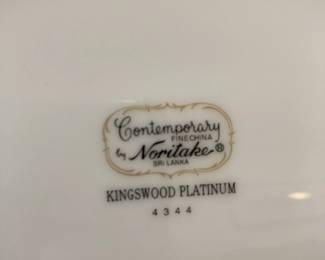 Contemporary
FINE CHINA
by Noritake®
SRI LANKA
KINGSWOOD PLATINUM
4344